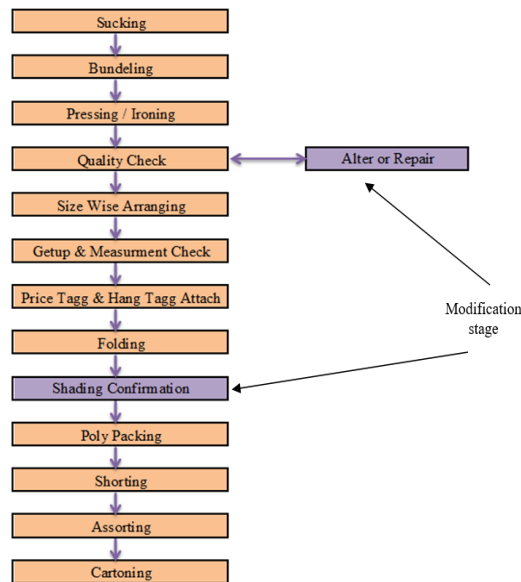 Sucking
Bundeling
Pressing / Ironing
Quality Check
Alter or Repair
Size Wise Arranging
Getup & Measurment Check
Price Tagg & Hang Tagg Attach
Modification
stage
Folding
Shading Confirmation
Poly Packing
Shorting
Assorting
Cartoning